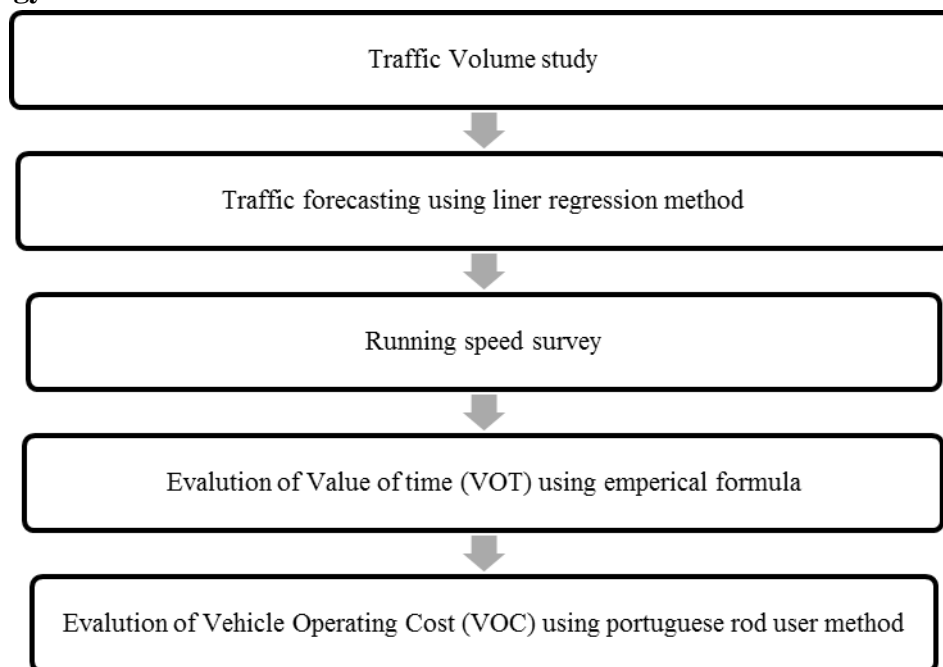 gy
Traffic Volume study
Traffic forecasting using liner regression method
Running speed survey
Evalution of Value of time (VOT) using emperical formula
Evalution of Vehicle Operating Cost (VOC) using portuguese rod user method